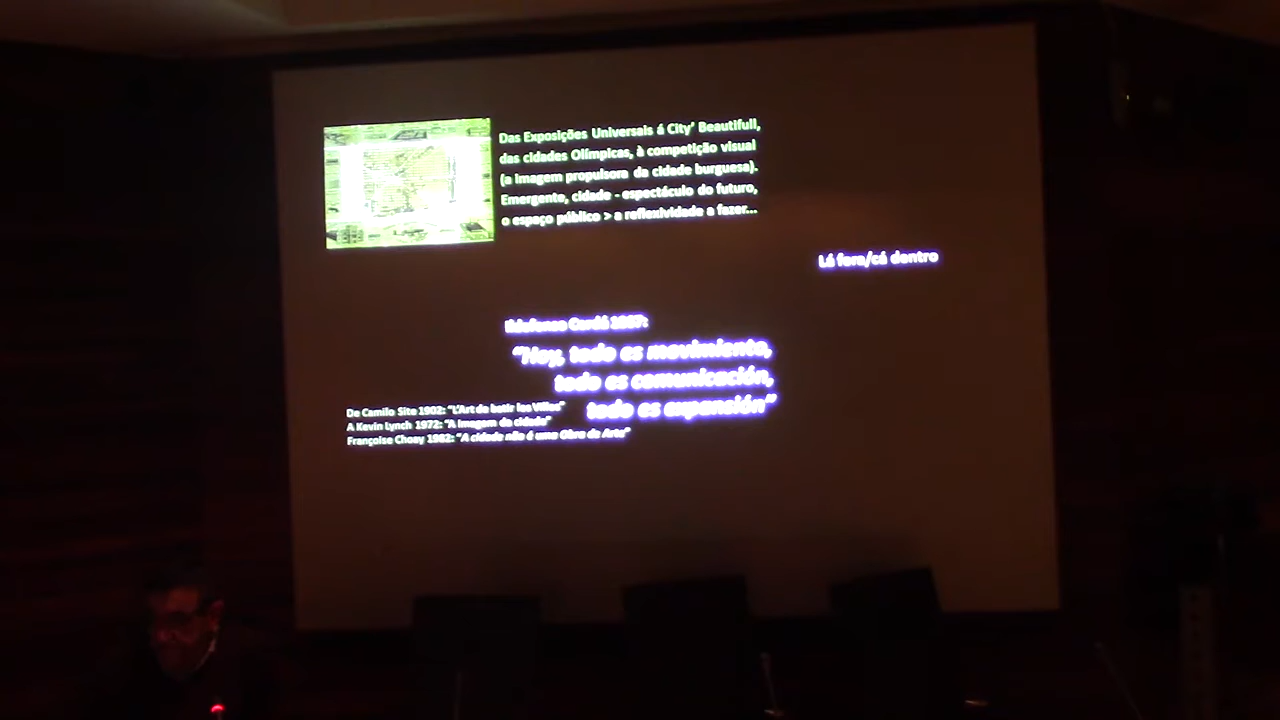 Das Exposições Universais á City' Beautifull,
das cidades Olímpicas, à competição visual
(a imagem propulsora da cidade burguesa).
Emergente, cidade - espectáculo do futuro,
o espaço público > a reflexividade a fazer...
Lá fora/cá dentro
Ildefonso Cerdá
"Hoy, todo es movimiento,
todo es comunicación,
todo es expansión"
De Camilo Site 1902: "L'Art de batir les Villes"
A Kevin Lynch 1972: "A imagem da cidade"
Françoise Choay 1982: "A cidade não é uma Obra de Arte"